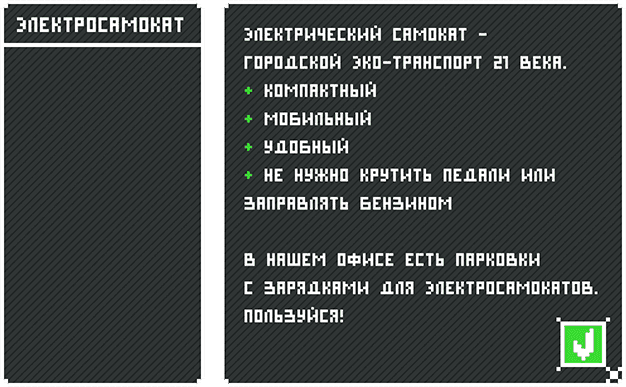 ЭЛЕКТРОСАМОКАТ
ЭЛЕКТРИЧЕСКИЙ САМОКАТ -
ГОРОДСКОЙ ЭКО-ТРАНСПОРТ 21 ВЕКА.
+ КОМПАКТНЫЙ
+ МОБИЛЬНЫЙ
+ УДОБНЫЙ
+ НЕ НУЖНО КРУТИТЬ ПЕДАЛИ ИЛИ
ЗАПРАВЛЯТЬ БЕНЗИНОМ
В НАШЕМ ОФИСЕ ЕСТЬ ПАРКОВКИ
С ЗАРЯДКАМИ ДЛЯ ЭЛЕКТРОСАМОКАТОВ.
ПОЛЬЗУЙСЯ!